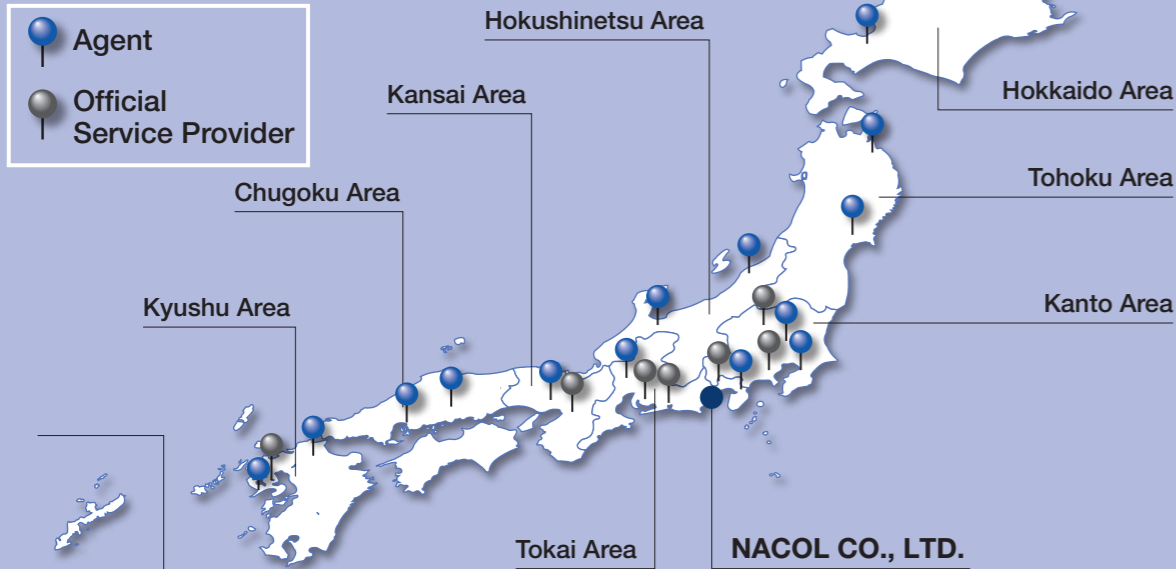 Agent
Official
Service Provider
Hokushinetsu Area
Kansai Area
Hokkaido Area
Chugoku Area
Tohoku Area
Kyushu Area
Kanto Area
Tokai Area
NACOL CO., LTD.